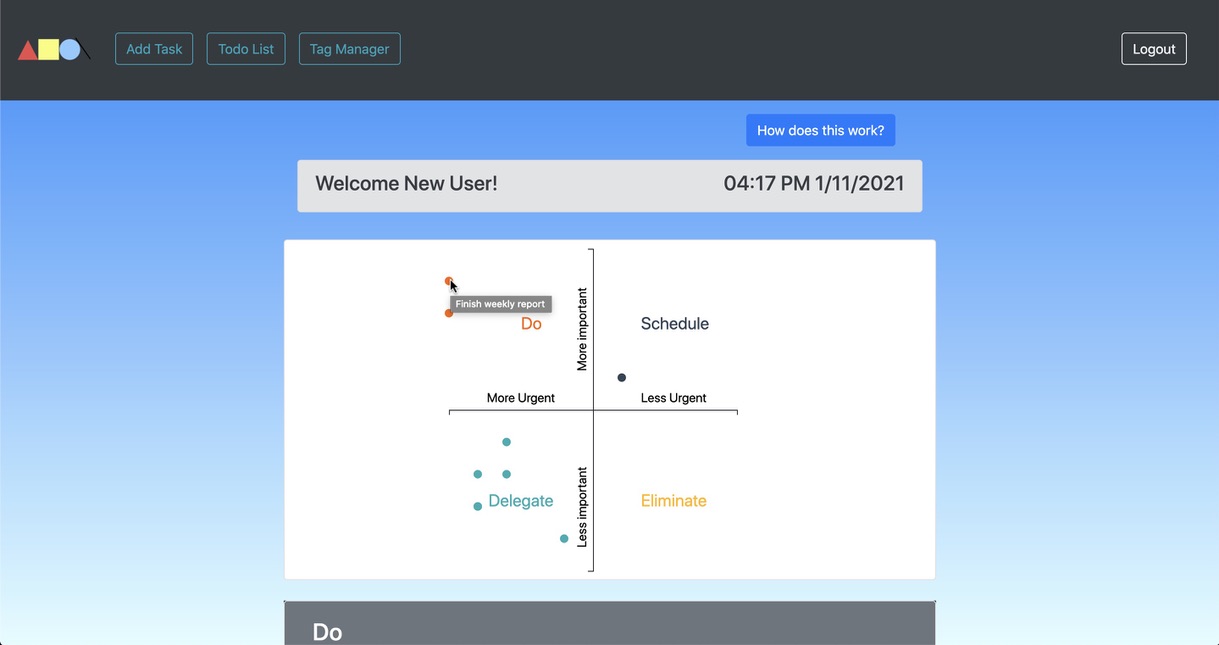 Add Task
Todo List
Tag Manager
Logout
How does this work?
Welcome New User!
04:17 PM 1/11/2021
Finish weekly report
Do
More important
Schedule
More Urgent
Less Urgent
Delegate
Less important
Eliminate
Do